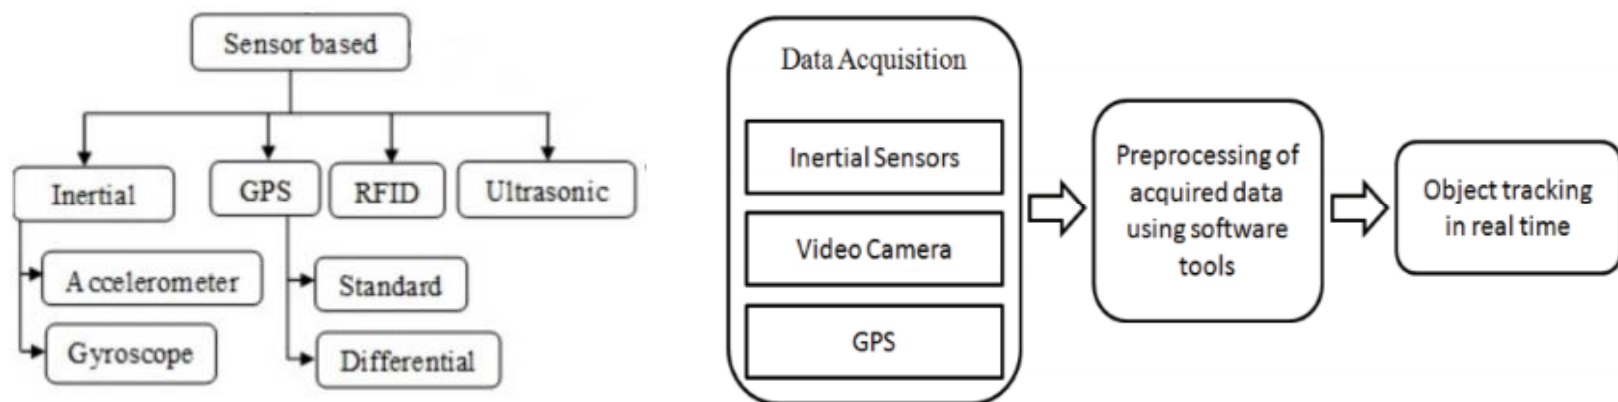 Sensor based
Inertial
GPS
RFID
Ultrasonic
Accelerometer
Standard
Gyroscope
Differential
Data Acquisition
Inertial Sensors
Video Camera
GPS
Preprocessing of
acquired data
using software
tools
Object tracking
in real time